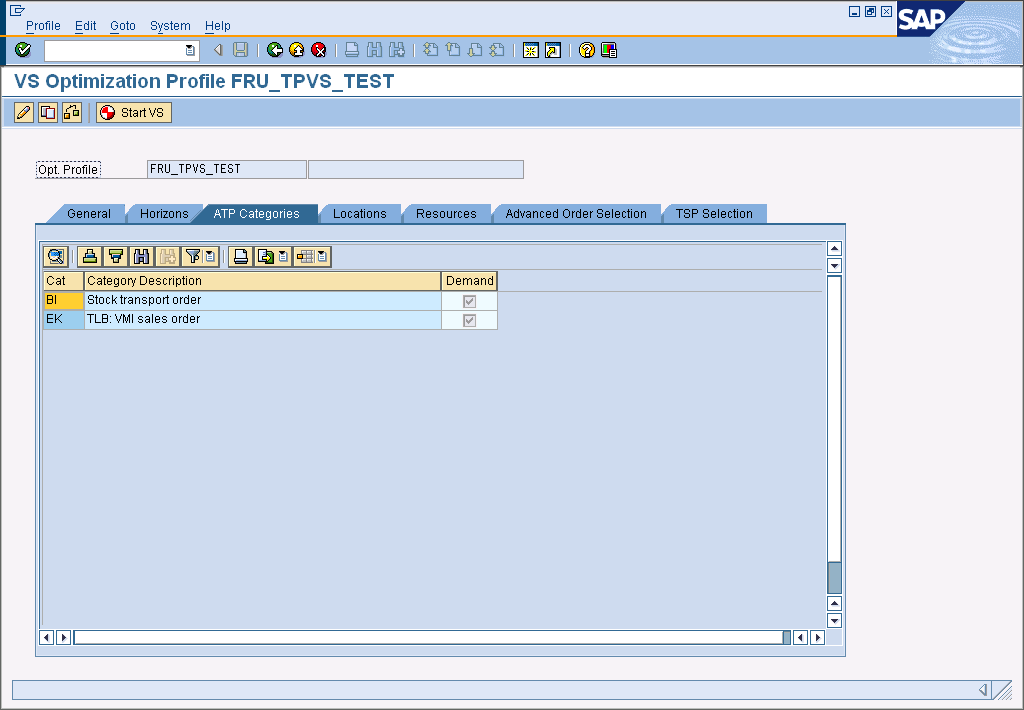 Profile Edit Goto System Help
SAP
VS Optimization Profile FRU_TPVS_TEST
Start VS
Opt. Profile FRU_TPVS_TEST
General Horizons ATP Categories Locations Resources Advanced Order Selection TSP Selection
Cat Category Description Demand
BI Stock transport order
EK TLB: VMI sales order